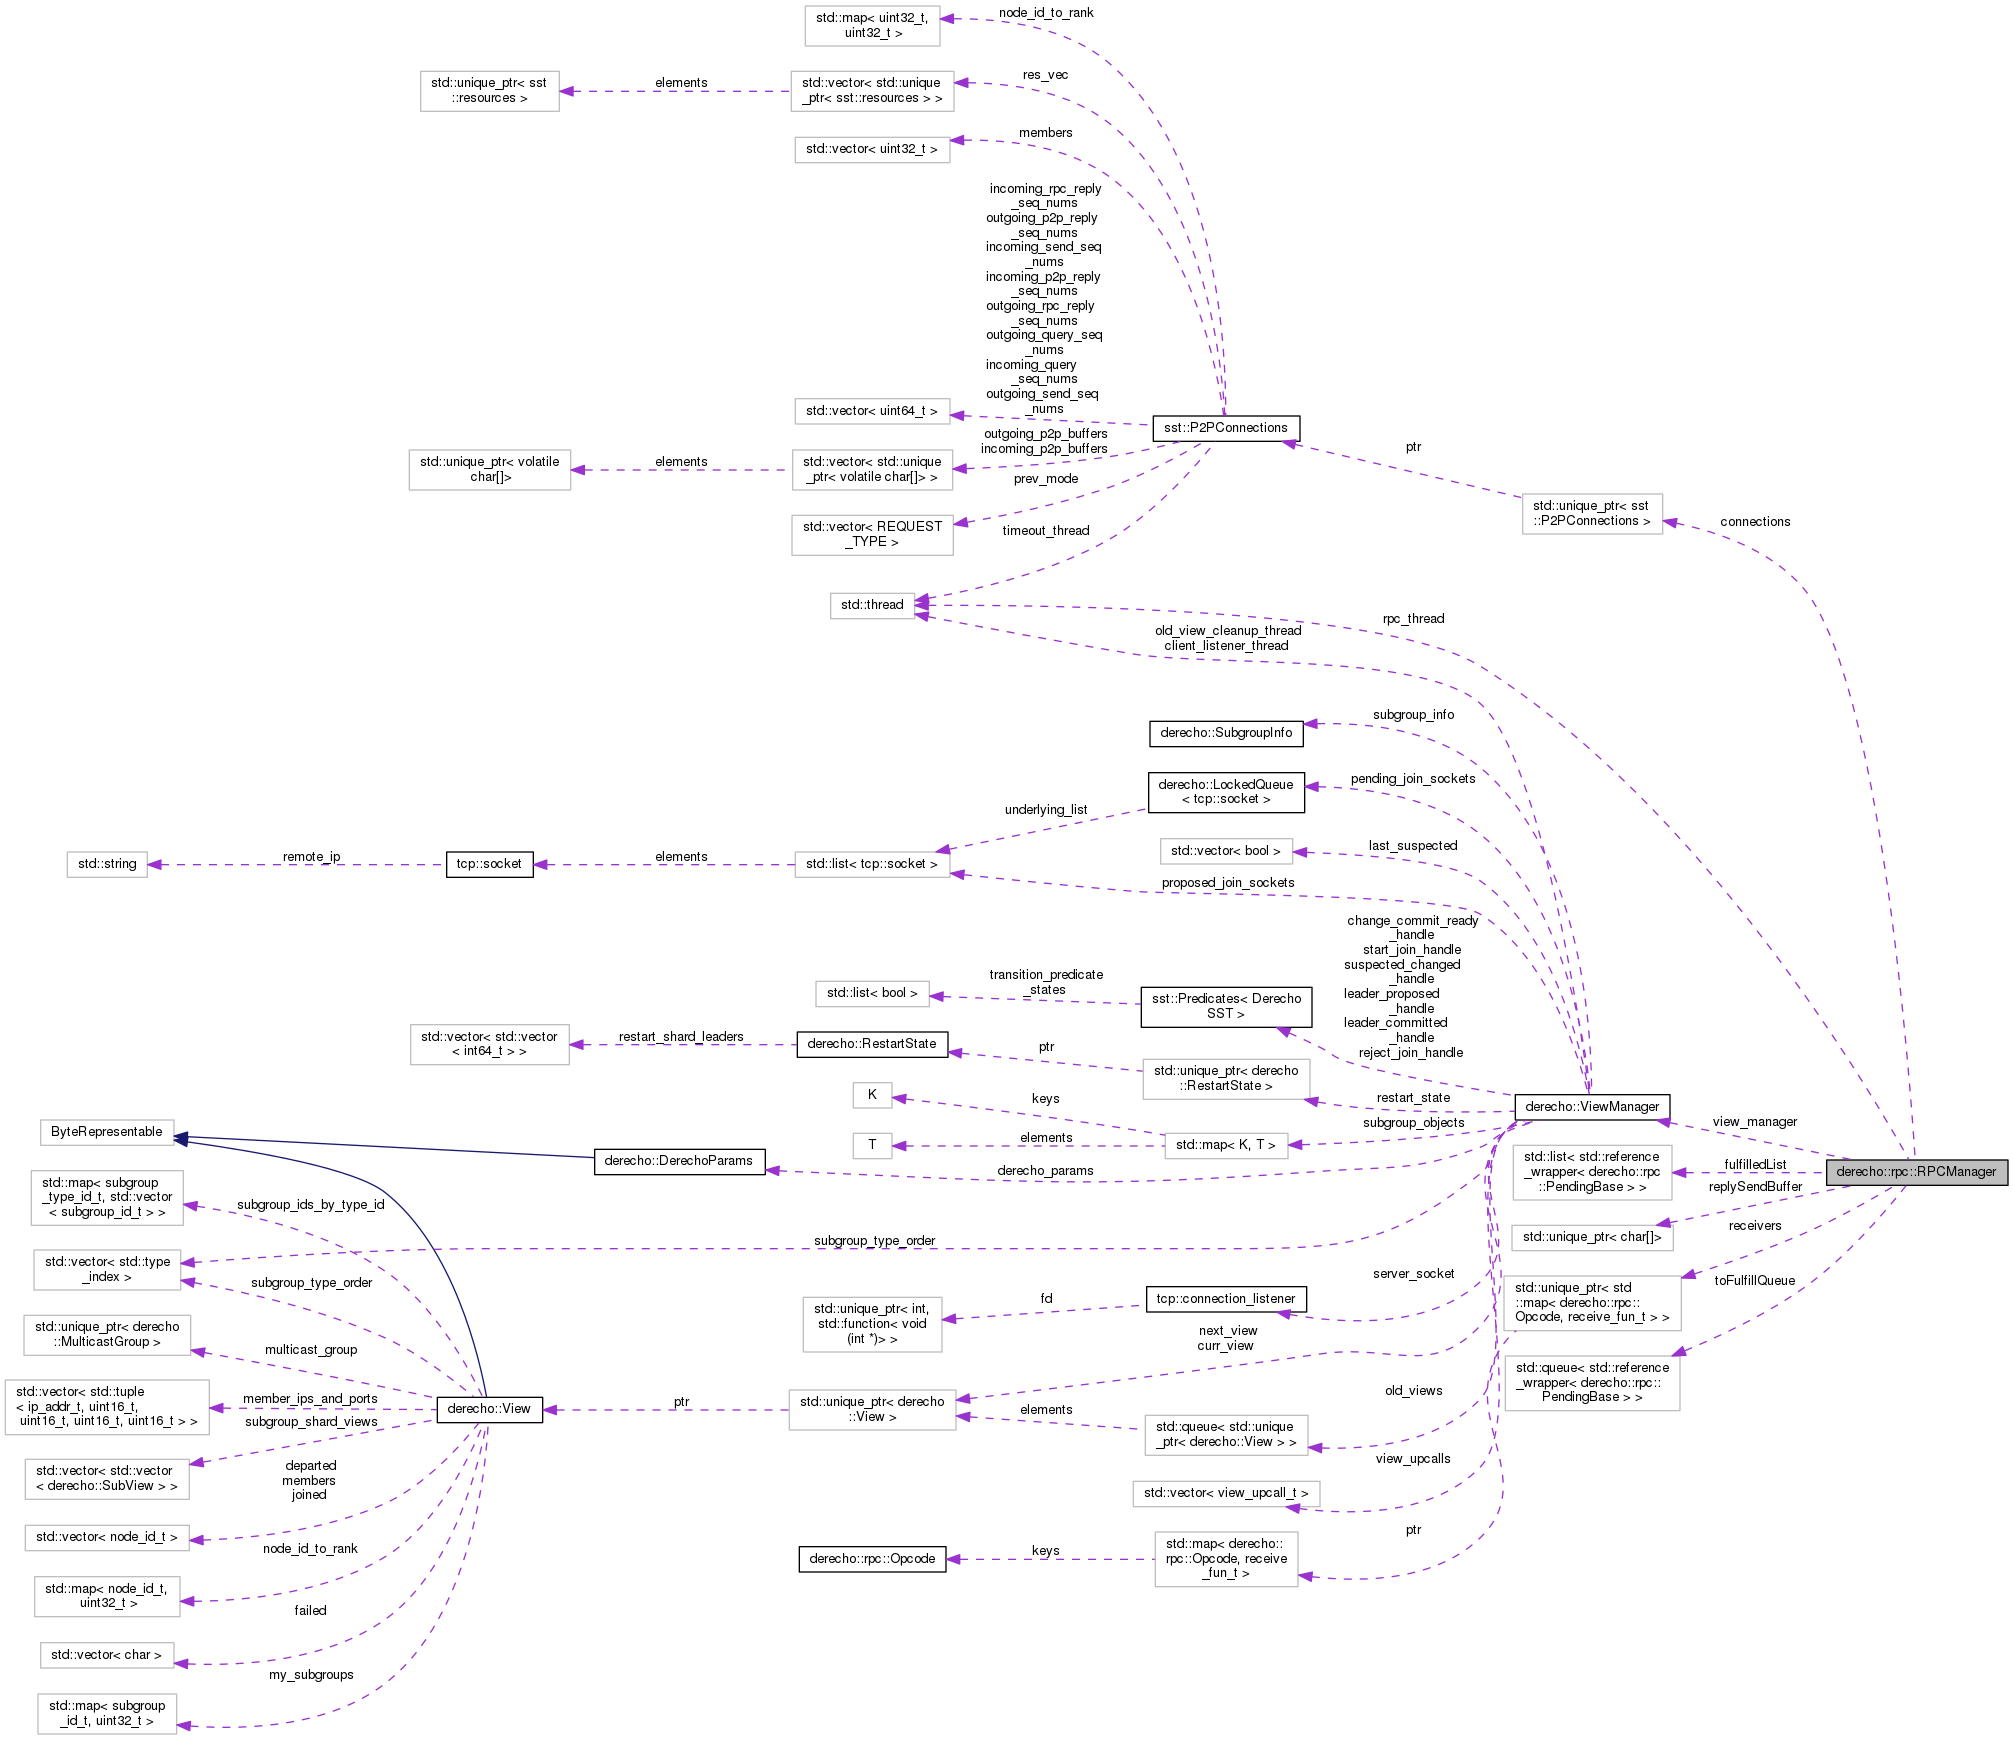 std::map< uint32_t,
uint32_t >
node_id_to_rank
std::unique_ptr< sst
::resources >
elements
std::vector< std::unique
_ptr< sst::resources > >
res_vec
std::vector< uint32_t >
members
incoming_rpc_reply
_seq_nums
outgoing_p2p_reply
_seq_nums
incoming_send_seq
_nums
incoming_p2p_reply
_seq_nums
outgoing_rpc_reply
_seq_nums
outgoing_query_seq
_nums
incoming_query
_seq_nums
outgoing_send_seq
_nums
std::vector< uint64_t >
sst::P2PConnections
outgoing_p2p_buffers
incoming_p2p_buffers
std::unique_ptr< volatile
char[]>
elements
std::vector< std::unique
_ptr< volatile char[]> >
prev_mode
std::vector< REQUEST
_TYPE >
timeout_thread
ptr
std::unique_ptr< sst
::P2PConnections >
connections
std::thread
rpc_thread
old_view_cleanup_thread
client_listener_thread
derecho::SubgroupInfo
subgroup_info
derecho::LockedQueue
< tcp::socket >
pending_join_sockets
underlying_list
std::vector< bool >
last_suspected
std::string
remote_ip
tcp::socket
elements
std::list< tcp::socket >
proposed_join_sockets
change_commit_ready
_handle
start_join_handle
suspected_changed
_handle
leader_proposed
_handle
leader_committed
_handle
reject_join_handle
std::list< bool >
transition_predicate
_states
sst::Predicates< Derecho
SST >
std::vector< std::vector
< int64_t > >
restart_shard_leaders
derecho::RestartState
ptr
std::unique_ptr< derecho
::RestartState >
restart_state
K
keys
T
elements
std::map< K, T >
subgroup_objects
derecho::ViewManager
view_manager
derecho::rpc::RPCManager
ByteRepresentable
derecho::DerechoParams
derecho_params
std::list< std::reference
_wrapper< derecho::rpc
::PendingBase > >
fulfilledList
replySendBuffer
std::unique_ptr< char[]>
receivers
toFulfillQueue
std::map< subgroup
_type_id_t, std::vector
< subgroup_id_t > >
subgroup_ids_by_type_id
subgroup_type_order
std::vector< std::type
_index >
subgroup_type_order
server_socket
tcp::connection_listener
fd
std::unique_ptr< int,
std::function< void
(int *)> >
std::unique_ptr< std
::map< derecho::rpc::
Opcode, receive_fun_t > >
std::unique_ptr< derecho
::MulticastGroup >
multicast_group
next_view
curr_view
std::queue< std::reference
_wrapper< derecho::rpc::
PendingBase > >
std::vector< std::tuple
< ip_addr_t, uint16_t,
uint16_t, uint16_t, uint16_t > >
member_ips_and_ports
subgroup_shard_views
derecho::View
ptr
std::unique_ptr< derecho
::View >
elements
std::queue< std::unique
_ptr< derecho::View > >
old_views
std::vector< std::vector
< derecho::SubView > >
departed
members
joined
view_upcalls
std::vector< view_upcall_t >
std::vector< node_id_t >
node_id_to_rank
ptr
derecho::rpc::Opcode
keys
std::map< derecho::
rpc::Opcode, receive
_fun_t >
std::map< node_id_t,
uint32_t >
failed
std::vector< char >
my_subgroups
std::map< subgroup
_id_t, uint32_t >